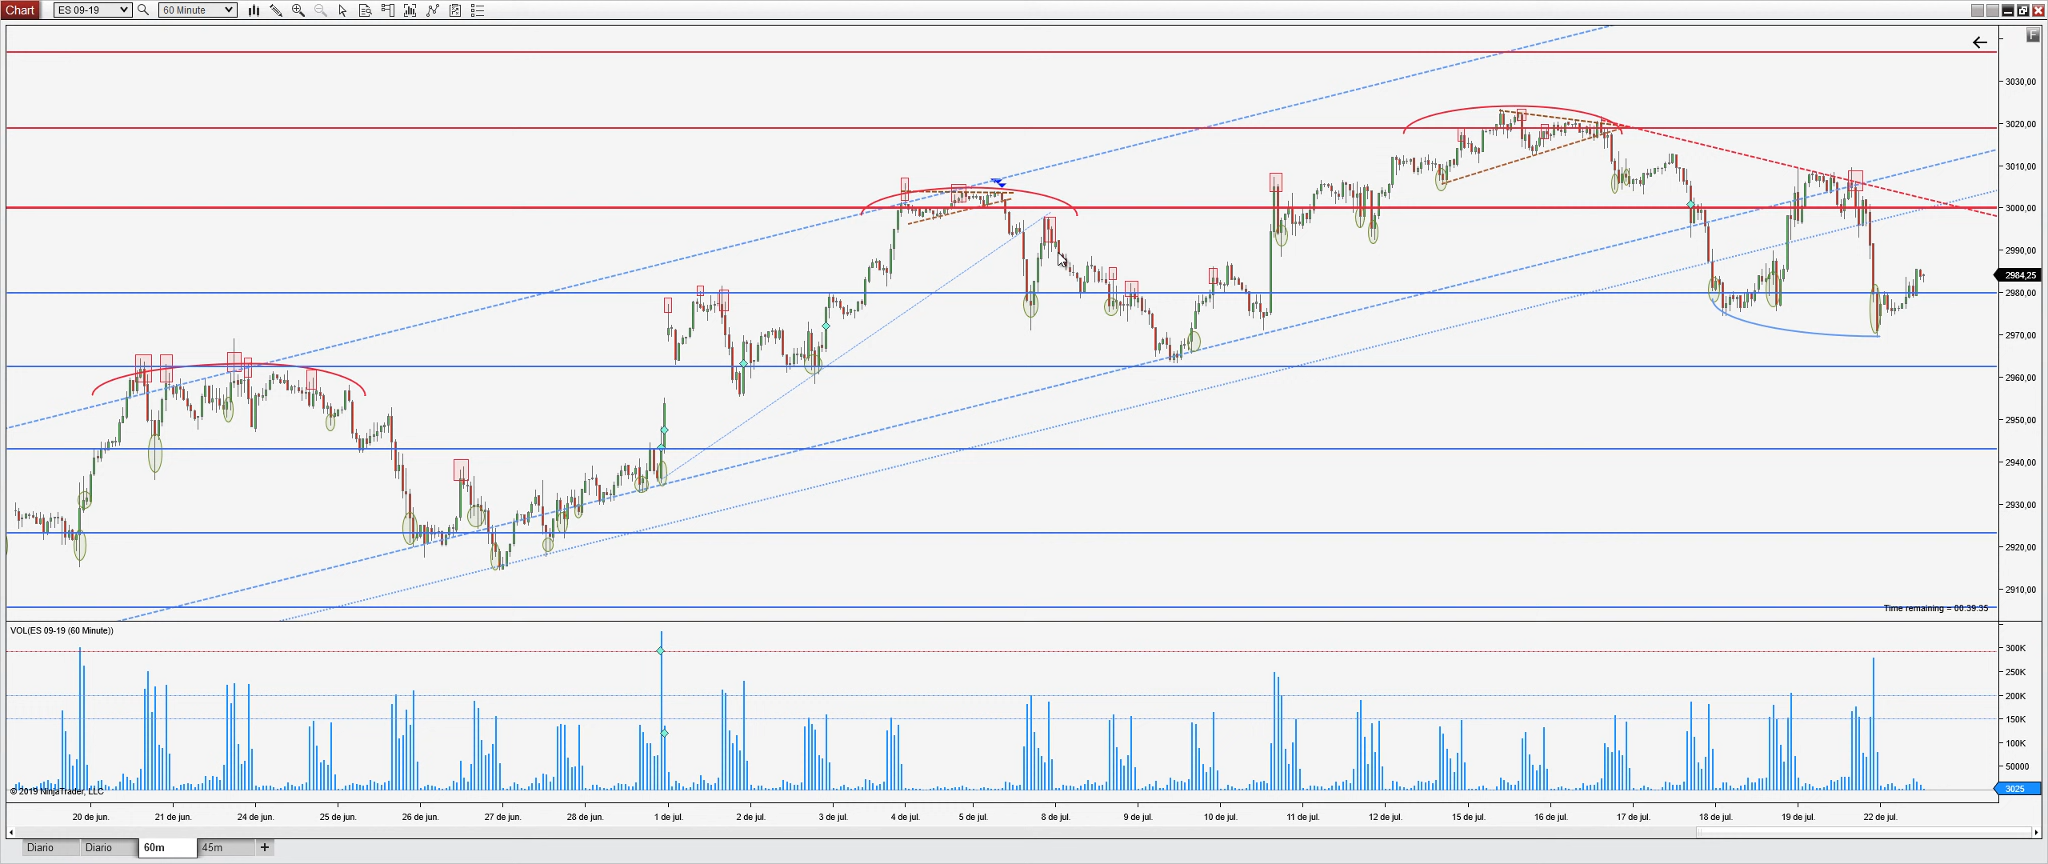 Chart ES 09-19 60 Minute
F
3030,00
3020,00
3010,00
3000,00
2990,00
2984,25
2980,00
2970,00
2960,00
2950,00
2940,00
2930,00
2920,00
2910,00
Time remaining = 00:39:35
VOL(ES 09-19 (60 Minute))
300K
250K
200K
150K
100K
50000
3025
© 2019 NinjaTrader, LLC
20 de jun. 21 de jun. 24 de jun. 25 de jun. 26 de jun. 27 de jun. 28 de jun. 1 de jul. 2 de jul. 3 de jul. 4 de jul. 5 de jul. 8 de jul. 9 de jul. 10 de jul. 11 de jul. 12 de jul. 15 de jul. 16 de jul. 17 de jul. 18 de jul. 19 de jul. 22 de jul.
Diario Diario 60m 45m +